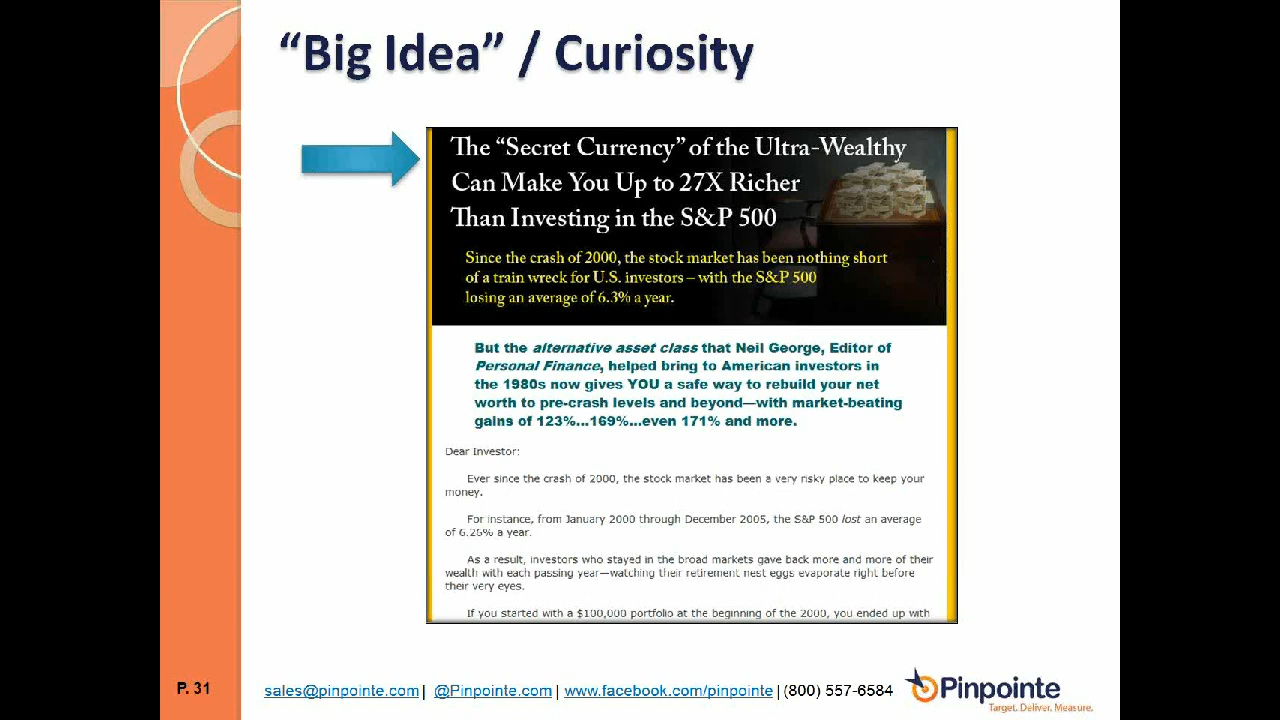 “Big Idea” / Curiosity
The “Secret Currency” of the Ultra-Wealthy
Can Make You Up to 27X Richer
Than Investing in the S&P 500
Since the crash of 2000, the stock market has been nothing short
of a train wreck for U.S. investors – with the S&P 500
losing an average of 6.3% a year.
But the alternative asset class that Neil George, Editor of
Personal Finance, helped bring to American investors in
the 1980s now gives YOU a safe way to rebuild your net
worth to pre-crash levels and beyond—with market-beating
gains of 123%...169%...even 171% and more.
Dear Investor:
Ever since the crash of 2000, the stock market has been a very risky place to keep your
money.
For instance, from January 2000 through December 2005, the S&P 500 lost an average
of 6.26% a year.
As a result, investors who stayed in the broad markets gave back more and more of their
wealth with each passing year—watching their retirement nest eggs evaporate right before
their very eyes.
If you started with a $100,000 portfolio at the beginning of the 2000, you ended up with
P. 31
sales@pinpointe.com | @Pinpointe.com | www.facebook.com/pinpointe | (800) 557-6584
Pinpointe
Target. Deliver. Measure.